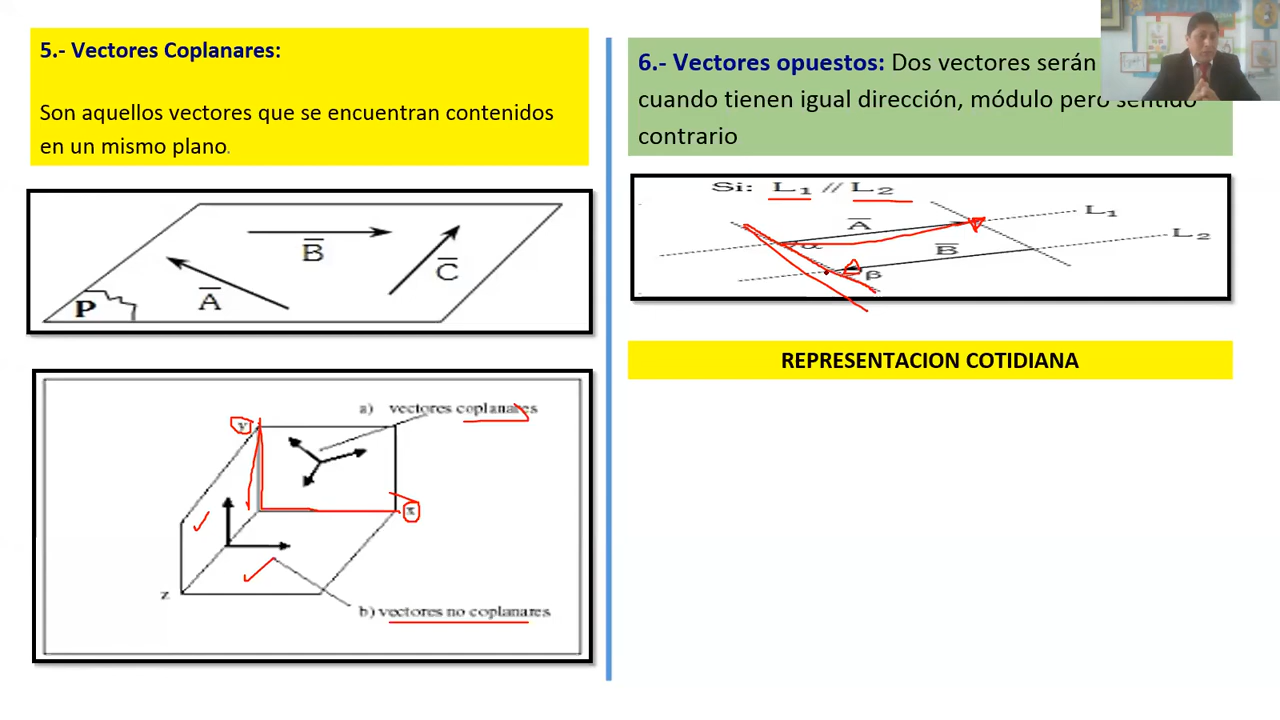 5.- Vectores Coplanares:
Son aquellos vectores que se encuentran contenidos
en un mismo plano.
B
C
A
P
a) vectores coplanares
y
x
z
b) vectores no coplanares
6.- Vectores opuestos: Dos vectores serán
cuando tienen igual dirección, módulo pero sentido
contrario
Si: L1 // L2
A
L1
α
B
L2
β
REPRESENTACION COTIDIANA